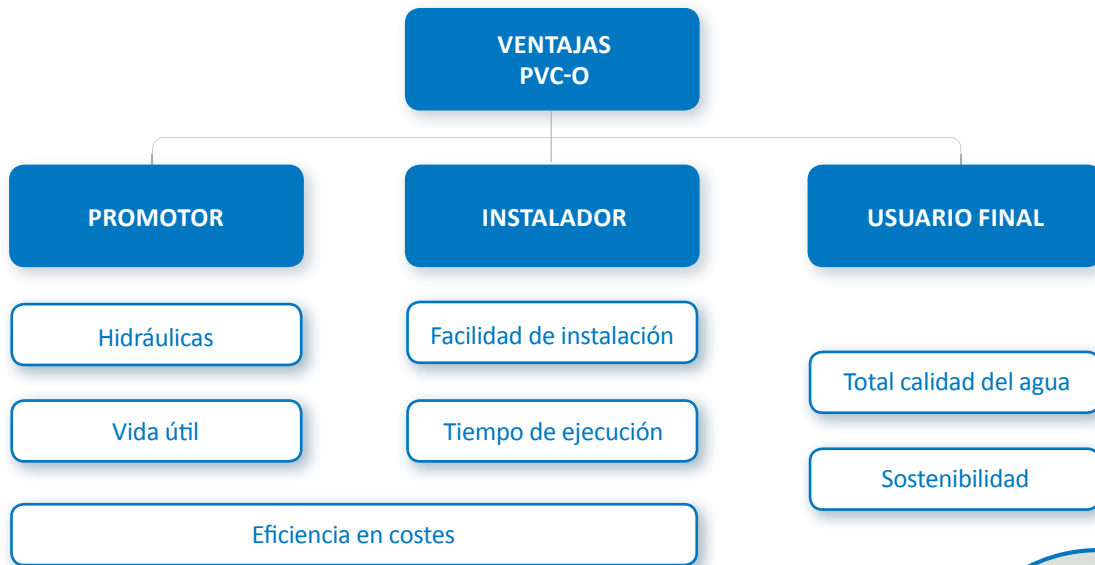 VENTAJAS
PVC-O
PROMOTOR
INSTALADOR
USUARIO FINAL
Hidráulicas
Facilidad de instalación
Total calidad del agua
Vida útil
Tiempo de ejecución
Sostenibilidad
Eficiencia en costes